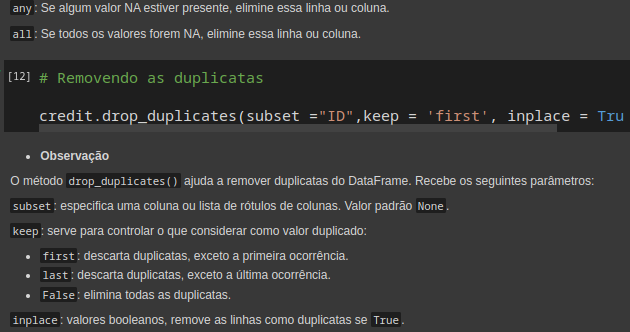 any: Se algum valor NA estiver presente, elimine essa linha ou coluna.
all: Se todos os valores forem NA, elimine essa linha ou coluna.
[12] # Removendo as duplicatas
credit.drop_duplicates(subset ="ID",keep = 'first', inplace = Tru
• Observação
O método drop_duplicates() ajuda a remover duplicatas do DataFrame. Recebe os seguintes parâmetros:
subset: especifica uma coluna ou lista de rótulos de colunas. Valor padrão None.
keep: serve para controlar o que considerar como valor duplicado:
• first: descarta duplicatas, exceto a primeira ocorrência.
• last: descarta duplicatas, exceto a última ocorrência.
• False: elimina todas as duplicatas.
inplace: valores booleanos, remove as linhas como duplicatas se True.